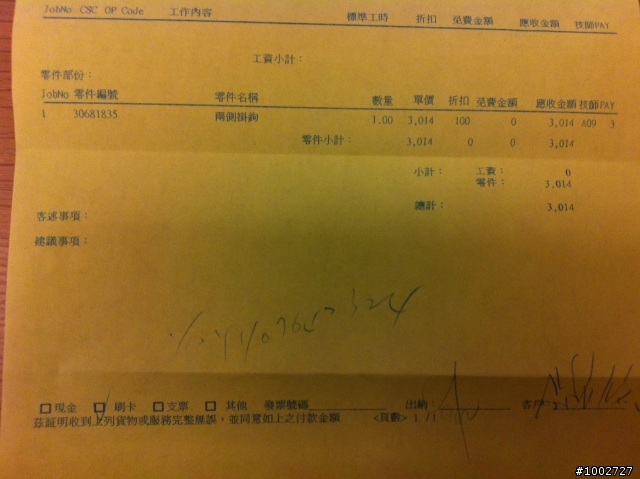 JobNo CSC OP Code 工作內容 標準工時 折扣 免費金額 應收金額 技師PAY
工資小計：
零件部份：
JobNo 零件編號 零件名稱 數量 單價 折扣 免費金額 應收金額 技師PAY
1 30681835 兩側掛鉤 1.00 3,014 100 0 3,014 A09 3
零件小計： 3,014 0 0 3,014
小計： 工資： 0
零件： 3,014
總計： 3,014
客述事項：
建議事項：
□ 現金 □ 刷卡 □ 支票 □ 其他 發票號碼 出納： 客戶
茲証明收到上列貨物或服務完整無誤，並同意如上之付款金額 <頁數> 1 /
#1002727